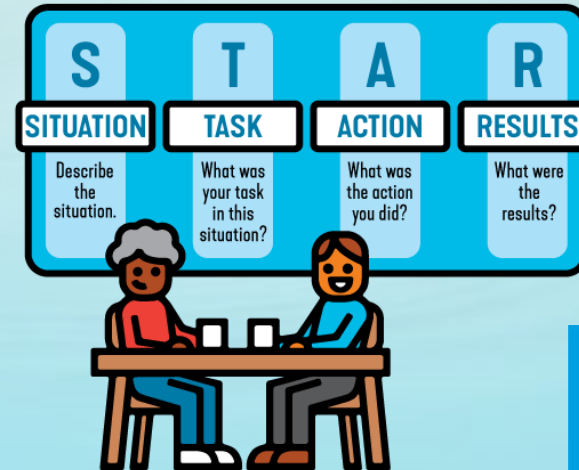 S
SITUATION
Describe
the
situation.
T
TASK
What was
your task
in this
situation?
A
ACTION
What was
the action
you did?
R
RESULTS
What were
the
results?